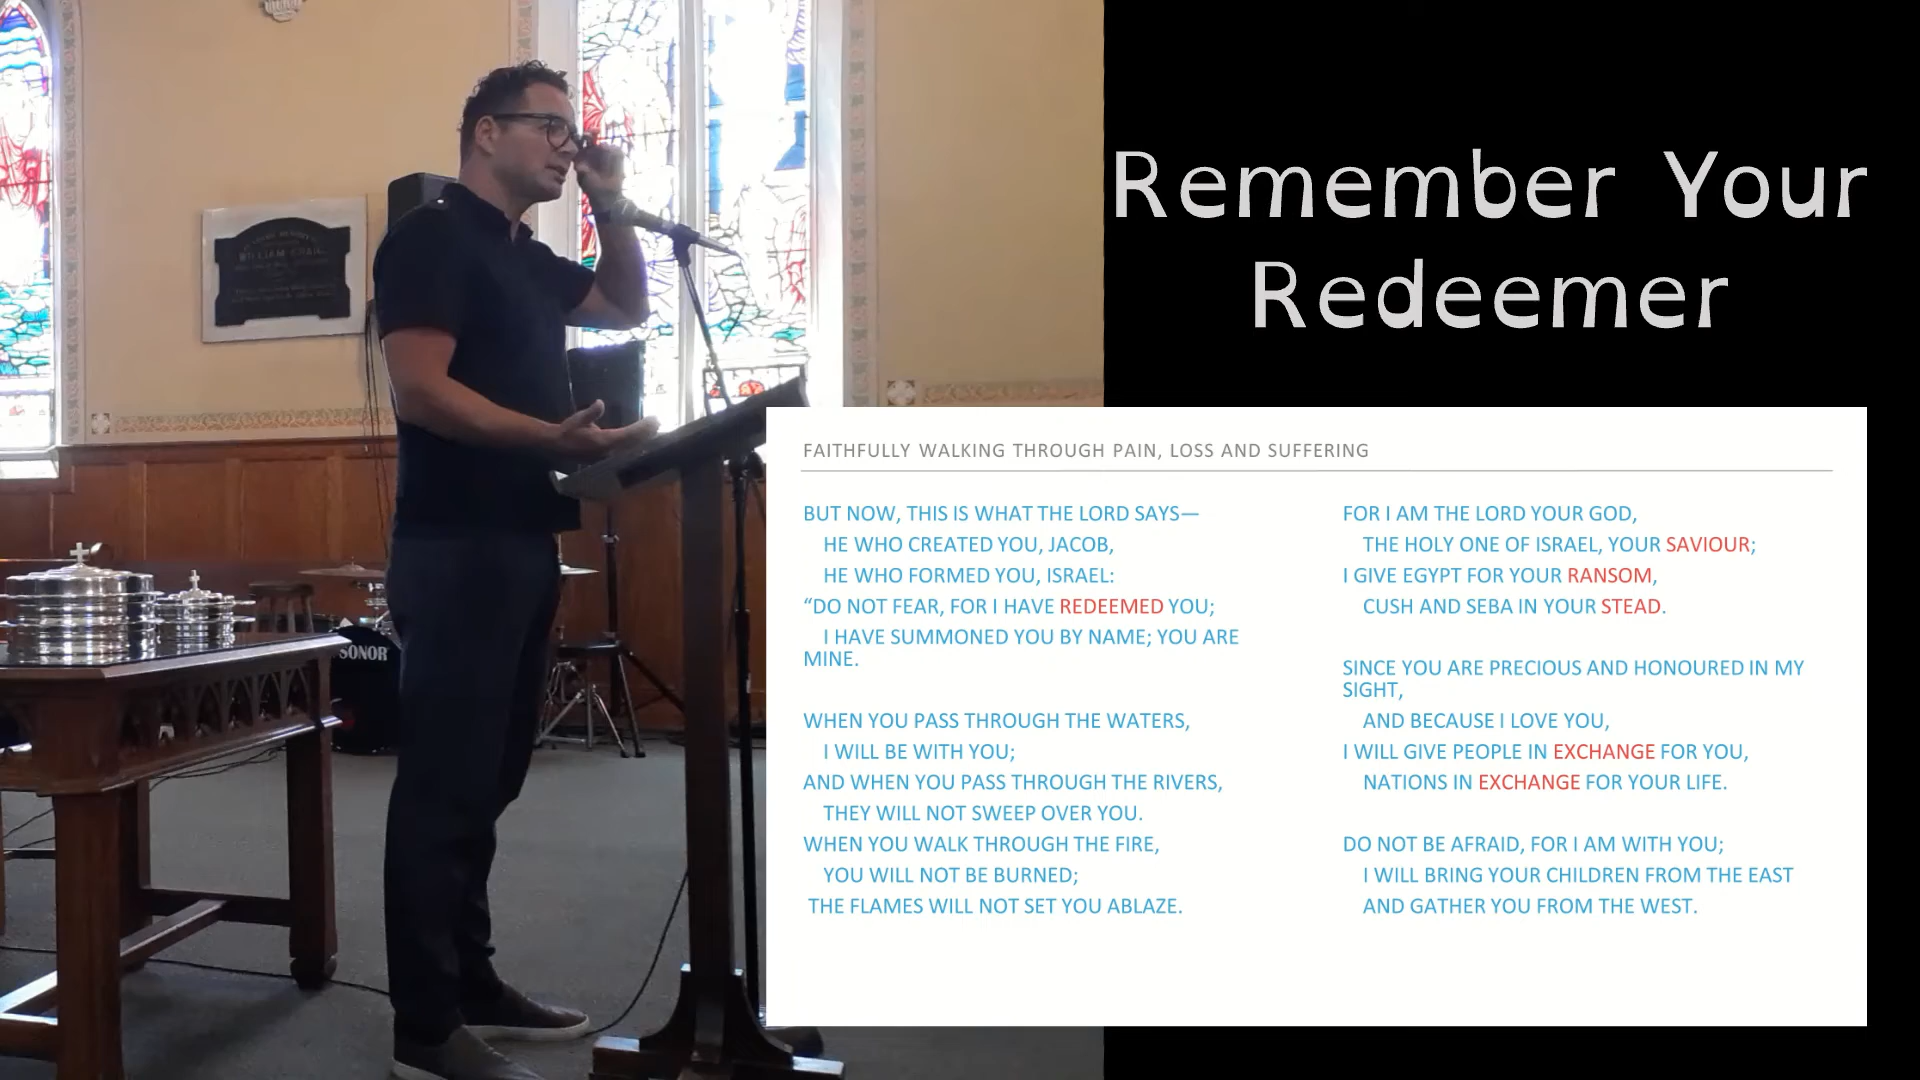 Remember Your
Redeemer
FAITHFULLY WALKING THROUGH PAIN, LOSS AND SUFFERING
BUT NOW, THIS IS WHAT THE LORD SAYS—
HE WHO CREATED YOU, JACOB,
HE WHO FORMED YOU, ISRAEL:
“DO NOT FEAR, FOR I HAVE REDEEMED YOU;
I HAVE SUMMONED YOU BY NAME; YOU ARE
MINE.
WHEN YOU PASS THROUGH THE WATERS,
I WILL BE WITH YOU;
AND WHEN YOU PASS THROUGH THE RIVERS,
THEY WILL NOT SWEEP OVER YOU.
WHEN YOU WALK THROUGH THE FIRE,
YOU WILL NOT BE BURNED;
THE FLAMES WILL NOT SET YOU ABLAZE.
FOR I AM THE LORD YOUR GOD,
THE HOLY ONE OF ISRAEL, YOUR SAVIOUR;
I GIVE EGYPT FOR YOUR RANSOM,
CUSH AND SEBA IN YOUR STEAD.
SINCE YOU ARE PRECIOUS AND HONOURED IN MY
SIGHT,
AND BECAUSE I LOVE YOU,
I WILL GIVE PEOPLE IN EXCHANGE FOR YOU,
NATIONS IN EXCHANGE FOR YOUR LIFE.
DO NOT BE AFRAID, FOR I AM WITH YOU;
I WILL BRING YOUR CHILDREN FROM THE EAST
AND GATHER YOU FROM THE WEST.
WILLIAM CRAIG
SONOR